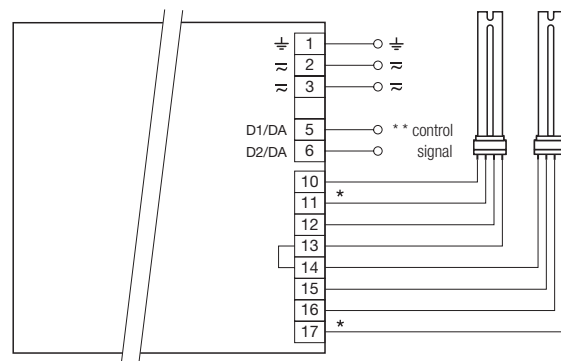 ⏚ 1 ⏚
≂ 2 ≂
≂ 3 ≂
D1/DA 5 * * control
D2/DA 6 signal
10
11 *
12
13
14
15
16
17 *